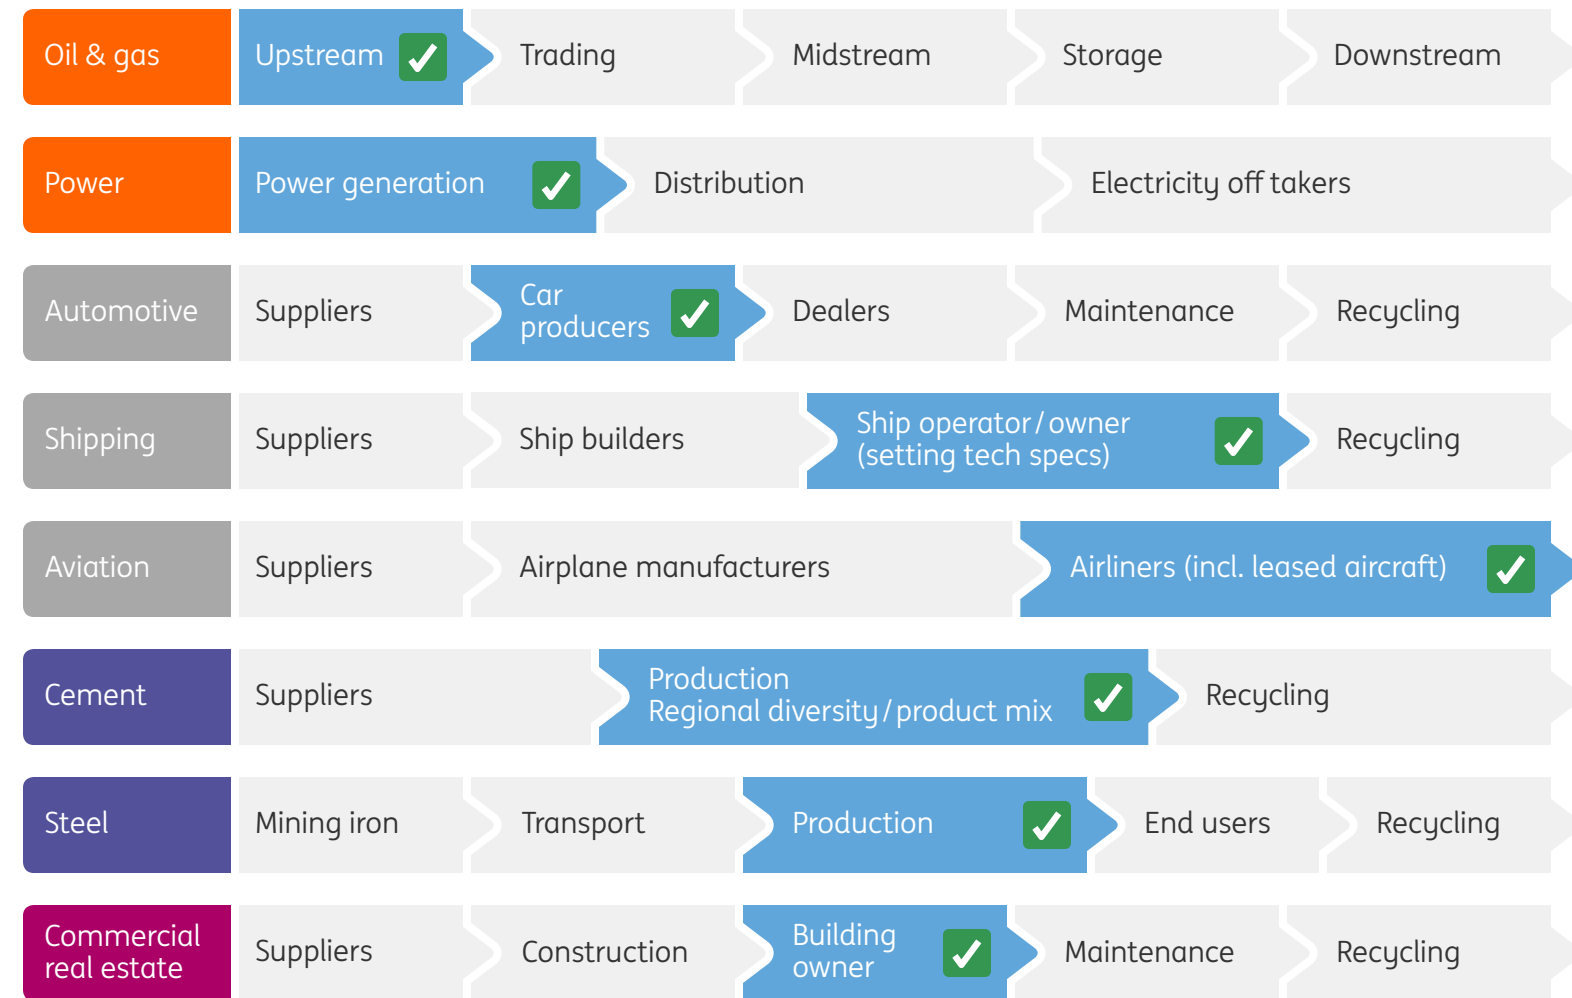 Oil & gas
Upstream
Trading
Midstream
Storage
Downstream
Power
Power generation
Distribution
Electricity off takers
Automotive
Suppliers
Car
producers
Dealers
Maintenance
Recycling
Shipping
Suppliers
Ship builders
Ship operator/owner
(setting tech specs)
Recycling
Aviation
Suppliers
Airplane manufacturers
Airliners (incl. leased aircraft)
Cement
Suppliers
Production
Regional diversity/product mix
Recycling
Steel
Mining iron
Transport
Production
End users
Recycling
Commercial
real estate
Suppliers
Construction
Building
owner
Maintenance
Recycling